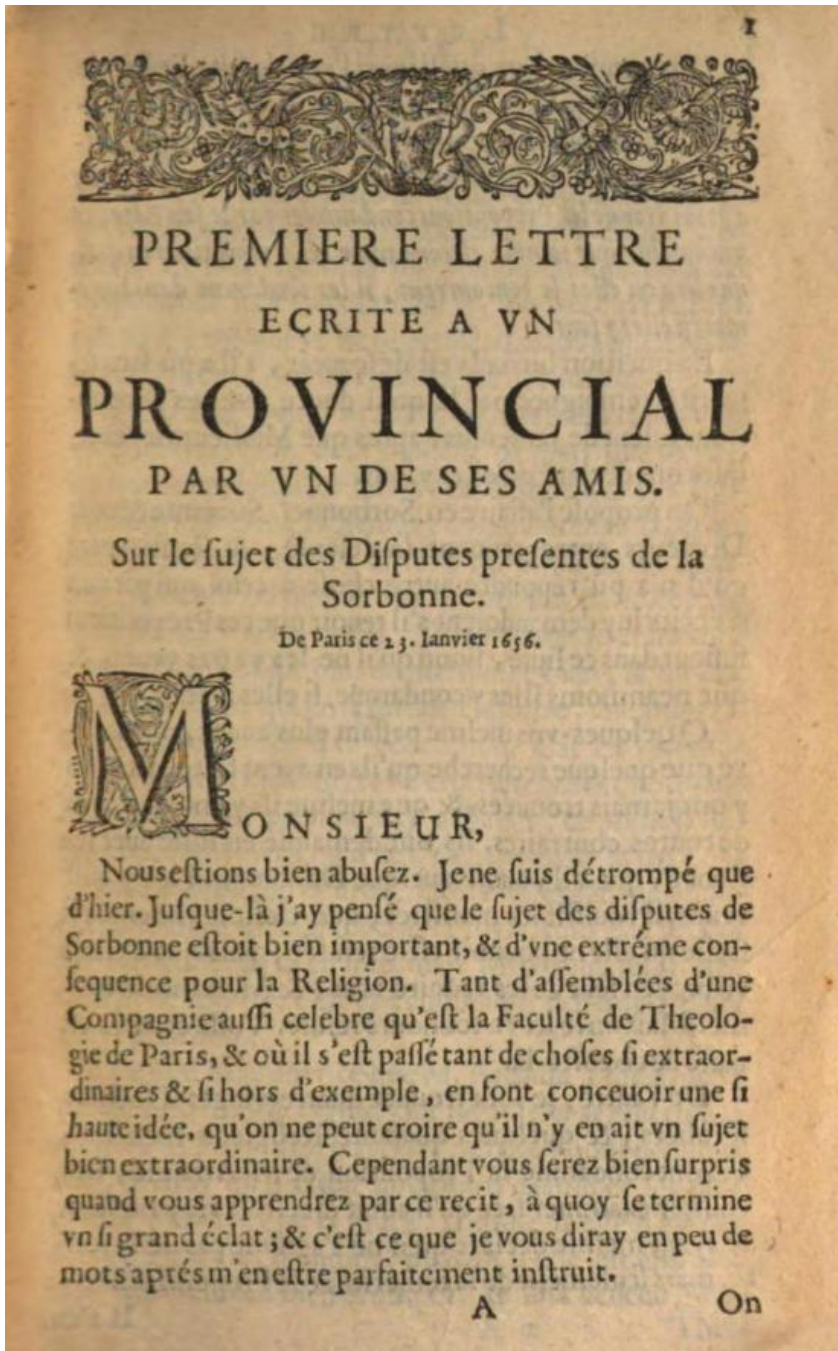 1
PREMIERE LETTRE
ECRITE A VN
PROVINCIAL
PAR VN DE SES AMIS.
Sur le ſujet des Diſputes preſentes de la
Sorbonne.
De Paris ce 23. Ianvier 1656.
MONSIEUR,
Nous eſtions bien abuſez. Je ne ſuis détrompé que
d'hier. Juſque-là j'ay penſé que le ſujet des diſputes de
Sorbonne eſtoit bien important, & d'vne extréme con-
ſequence pour la Religion. Tant d'aſſemblées d'une
Compagnie auſſi celebre qu'eſt la Faculté de Theolo-
gie de Paris, & où il s'eſt paſſé tant de choſes ſi extraor-
dinaires & ſi hors d'exemple, en font conceuoir une ſi
haute idée, qu'on ne peut croire qu'il n'y en ait vn ſujet
bien extraordinaire. Cependant vous ſerez bien ſurpris
quand vous apprendrez par ce recit, à quoy ſe termine
vn ſi grand éclat; & c'eſt ce que je vous diray en peu de
mots aprés m'en eſtre parfaitement inſtruit.
A On